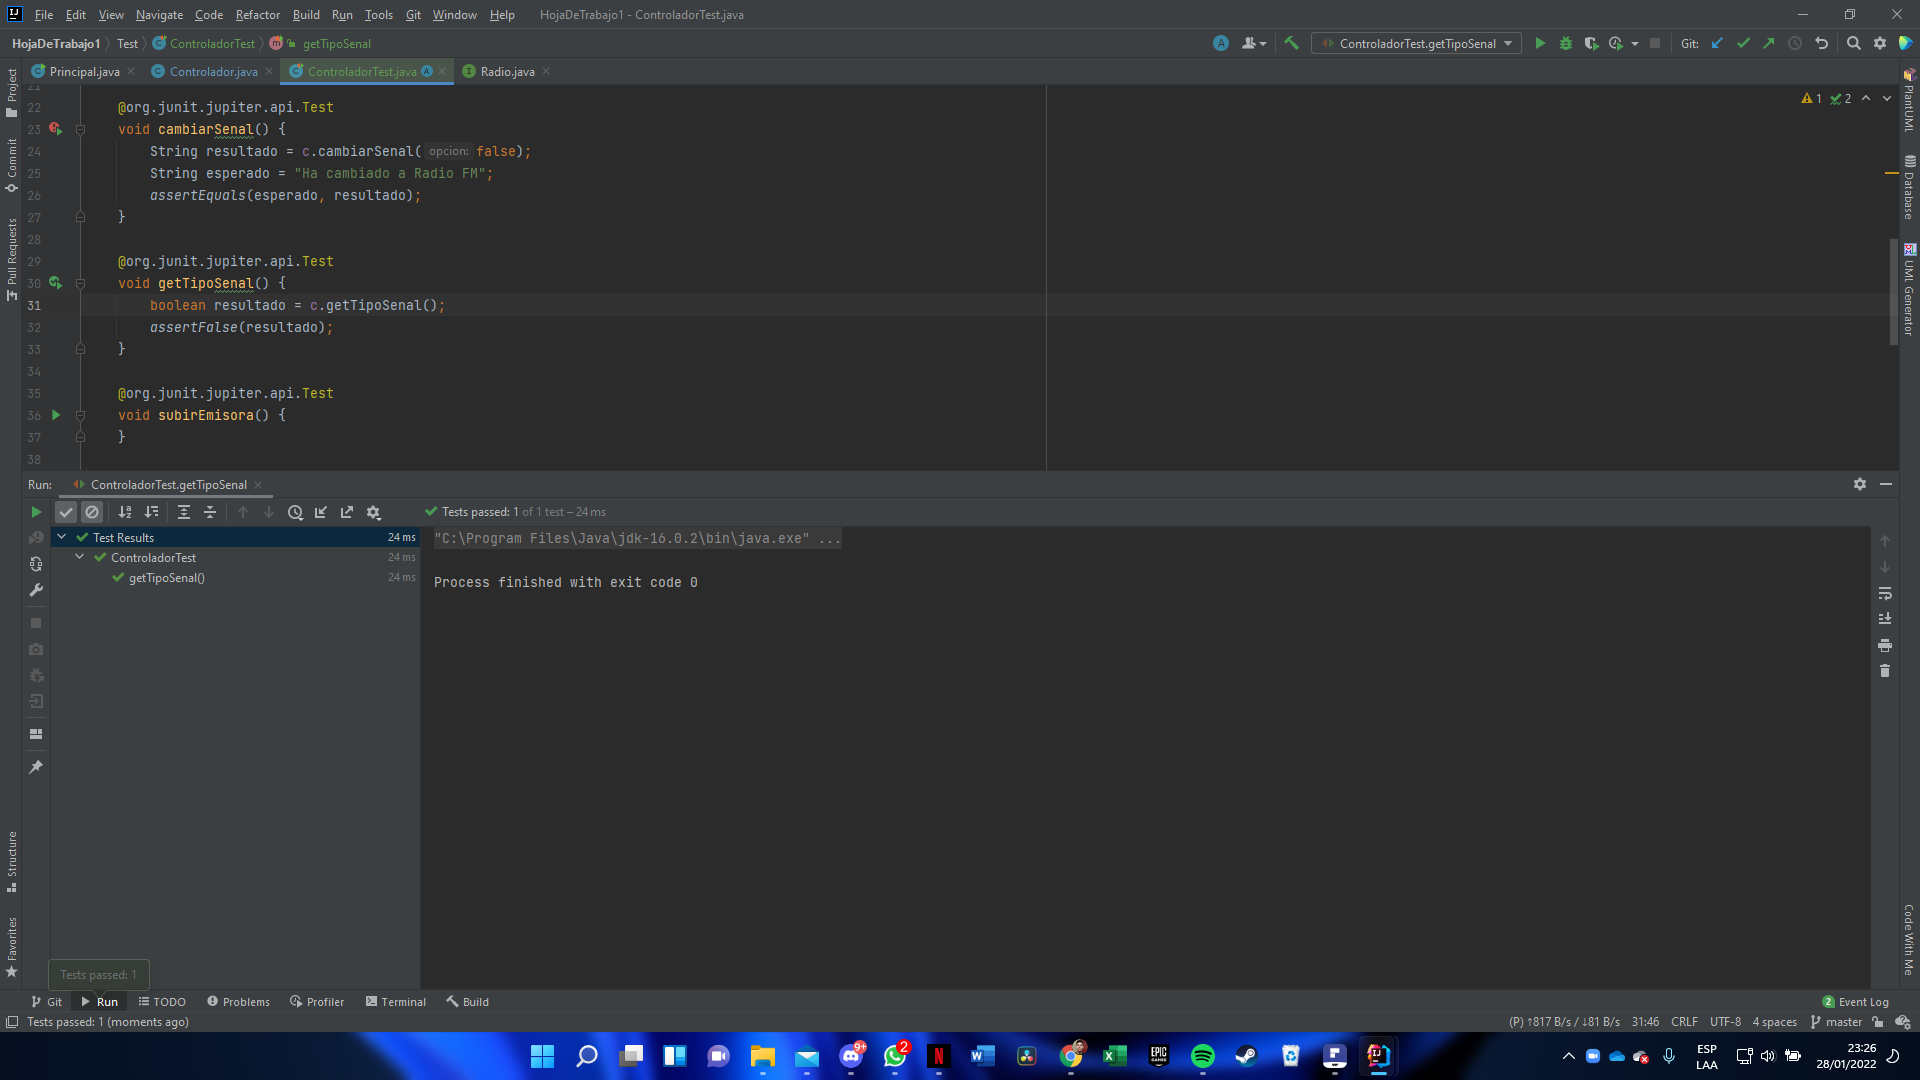 File Edit View Navigate Code Refactor Build Run Tools Git Window Help HojaDeTrabajo1 - ControladorTest.java
HojaDeTrabajo1 Test ControladorTest getTipoSenal
ControladorTest.getTipoSenal Git:
Principal.java Controlador.java ControladorTest.java Radio.java
21
22 @org.junit.jupiter.api.Test
23 void cambiarSenal() {
24 String resultado = c.cambiarSenal( opcion: false);
25 String esperado = "Ha cambiado a Radio FM";
26 assertEquals(esperado, resultado);
27 }
28
29 @org.junit.jupiter.api.Test
30 void getTipoSenal() {
31 boolean resultado = c.getTipoSenal();
32 assertFalse(resultado);
33 }
34
35 @org.junit.jupiter.api.Test
36 void subirEmisora() {
37 }
38
1 2
Project
Commit
Pull Requests
Structure
Favorites
PlantUML
Database
UML Generator
Code With Me
Run: ControladorTest.getTipoSenal
Tests passed: 1 of 1 test – 24 ms
Test Results 24 ms
ControladorTest 24 ms
getTipoSenal() 24 ms
"C:\Program Files\Java\jdk-16.0.2\bin\java.exe" ...
Process finished with exit code 0
Tests passed: 1
Git Run TODO Problems Profiler Terminal Build 2 Event Log
Tests passed: 1 (moments ago) (P) ↑817 B/s / ↓81 B/s 31:46 CRLF UTF-8 4 spaces master
9+ 2
EPIC GAMES
ESP
LAA
23:26
28/01/2022